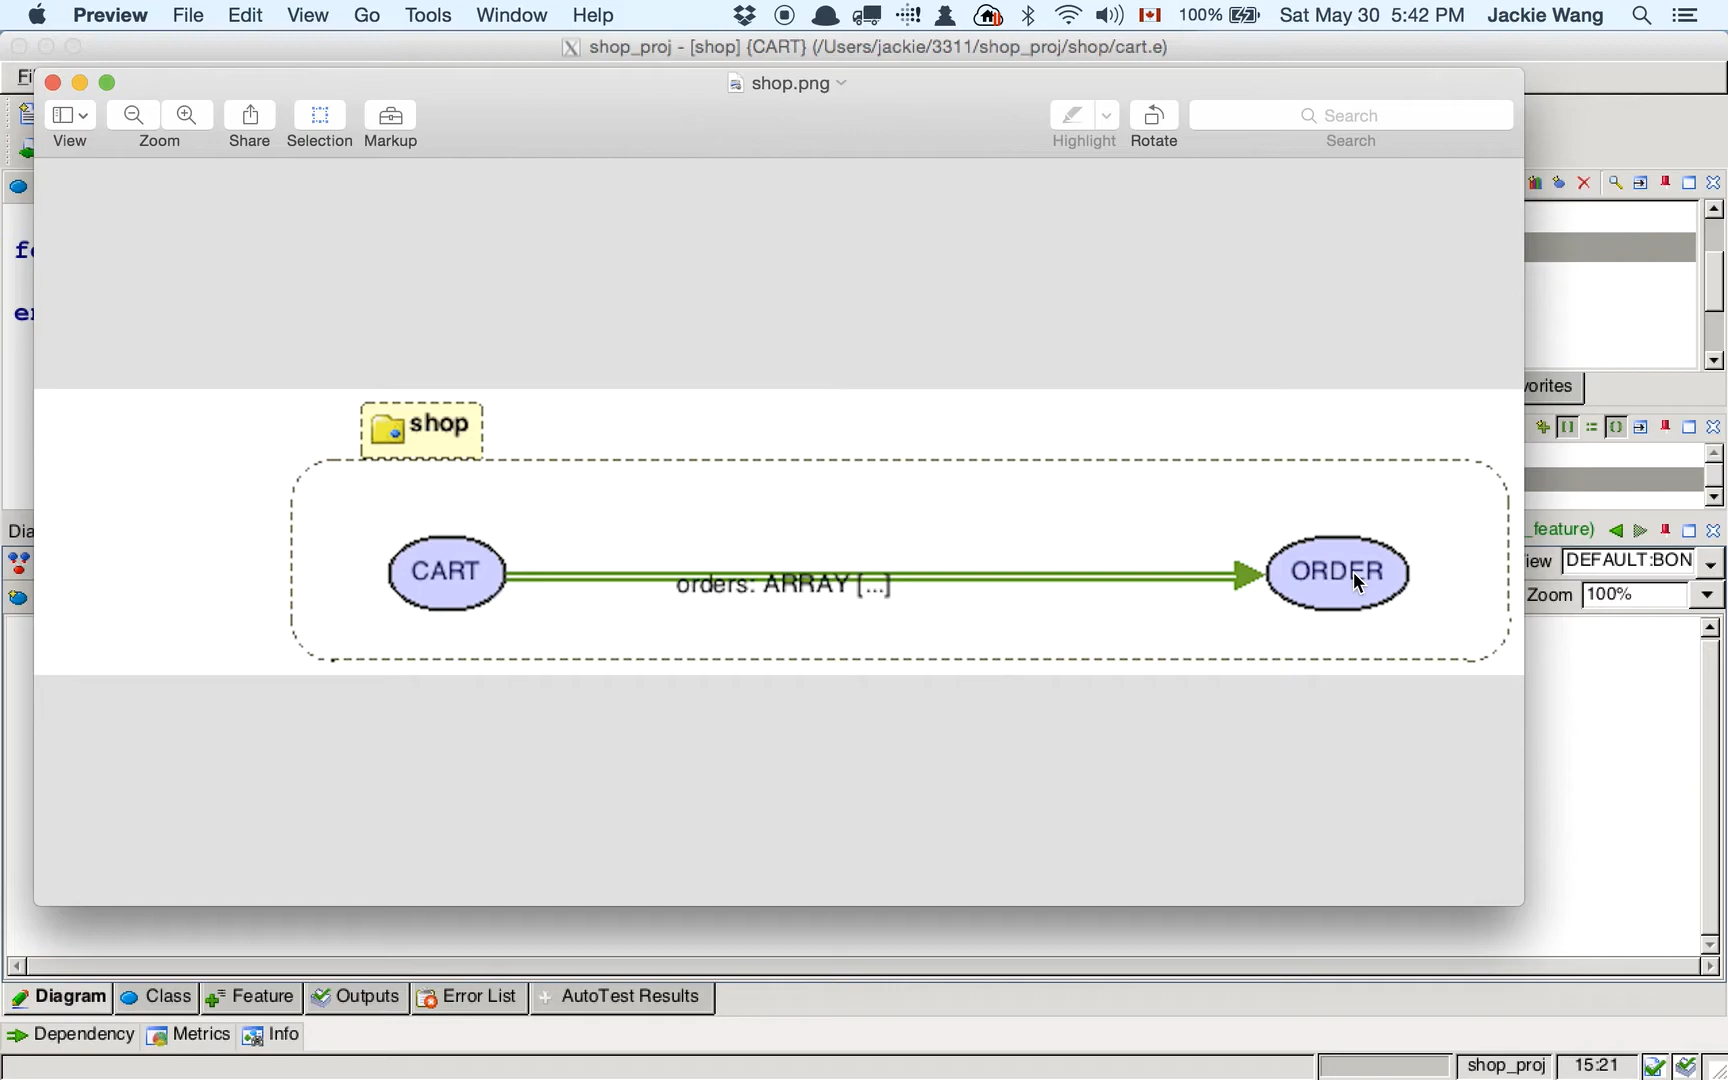 Preview File Edit View Go Tools Window Help 100% Sat May 30 5:42 PM Jackie Wang
shop_proj - [shop] {CART} (/Users/jackie/3311/shop_proj/shop/cart.e)
shop.png
Search
View Zoom Share Selection Markup Highlight Rotate Search
vorites
shop
CART
orders: ARRAY [...]
ORDER
Dia
_feature)
iew DEFAULT:BON
Zoom 100%
Diagram Class Feature Outputs Error List AutoTest Results
Dependency Metrics Info
shop_proj 15:21